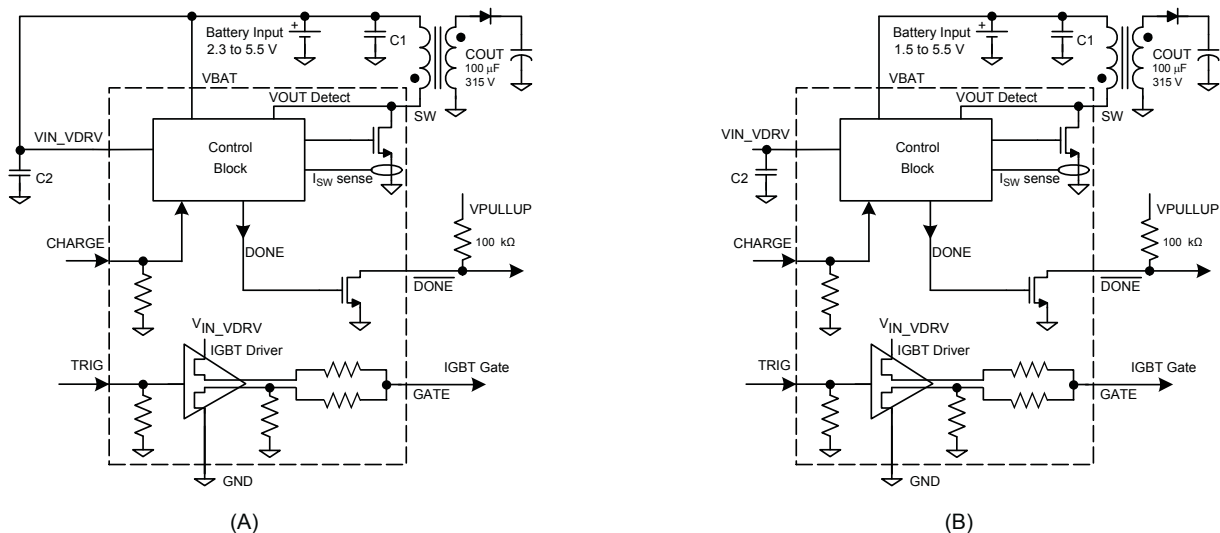 Battery Input
2.3 to 5.5 V
+
C1
COUT
100 μF
315 V
VBAT
VOUT Detect
SW
VIN_VDRV
Control
Block
C2
ISW sense
VPULLUP
100 kΩ
CHARGE
DONE
DONE
VIN_VDRV
IGBT Driver
TRIG
IGBT Gate
GATE
GND
(A)
Battery Input
1.5 to 5.5 V
+
C1
COUT
100 μF
315 V
VBAT
VOUT Detect
SW
VIN_VDRV
Control
Block
C2
ISW sense
VPULLUP
100 kΩ
CHARGE
DONE
DONE
VIN_VDRV
IGBT Driver
TRIG
IGBT Gate
GATE
GND
(B)